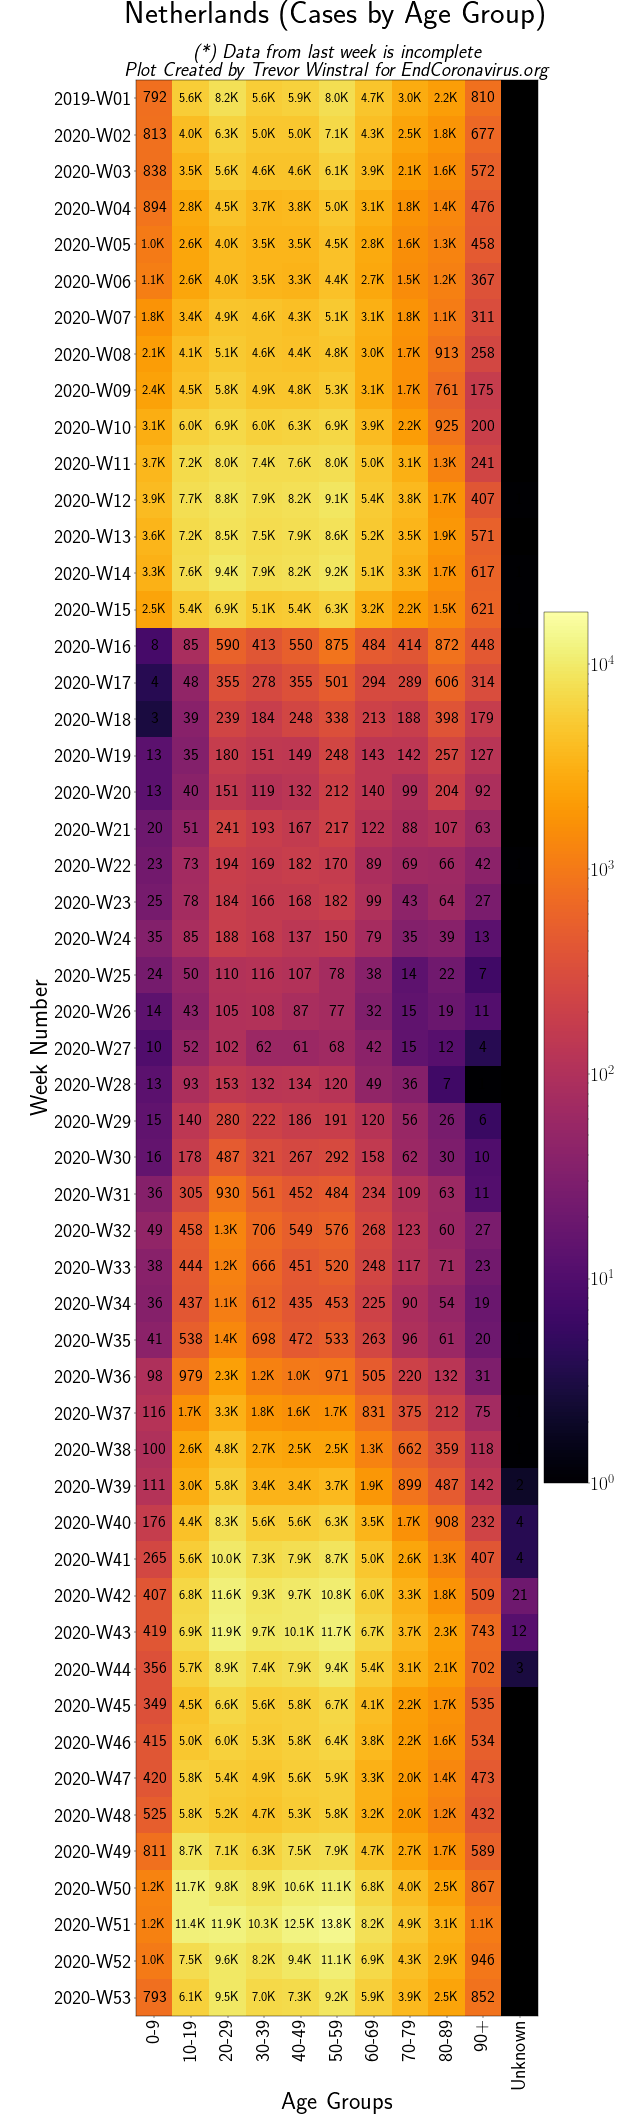 Netherlands (Cases by Age Group)
(*) Data from last week is incomplete
Plot Created by Trevor Winstral for EndCoronavirus.org
2019-W01 792 5.6K 8.2K 5.6K 5.9K 8.0K 4.7K 3.0K 2.2K 810
2020-W02 813 4.0K 6.3K 5.0K 5.0K 7.1K 4.3K 2.5K 1.8K 677
2020-W03 838 3.5K 5.6K 4.6K 4.6K 6.1K 3.9K 2.1K 1.6K 572
2020-W04 894 2.8K 4.5K 3.7K 3.8K 5.0K 3.1K 1.8K 1.4K 476
2020-W05 1.0K 2.6K 4.0K 3.5K 3.5K 4.5K 2.8K 1.6K 1.3K 458
2020-W06 1.1K 2.6K 4.0K 3.5K 3.3K 4.4K 2.7K 1.5K 1.2K 367
2020-W07 1.8K 3.4K 4.9K 4.6K 4.3K 5.1K 3.1K 1.8K 1.1K 311
2020-W08 2.1K 4.1K 5.1K 4.6K 4.4K 4.8K 3.0K 1.7K 913 258
2020-W09 2.4K 4.5K 5.8K 4.9K 4.8K 5.3K 3.1K 1.7K 761 175
2020-W10 3.1K 6.0K 6.9K 6.0K 6.3K 6.9K 3.9K 2.2K 925 200
2020-W11 3.7K 7.2K 8.0K 7.4K 7.6K 8.0K 5.0K 3.1K 1.3K 241
2020-W12 3.9K 7.7K 8.8K 7.9K 8.2K 9.1K 5.4K 3.8K 1.7K 407
2020-W13 3.6K 7.2K 8.5K 7.5K 7.9K 8.6K 5.2K 3.5K 1.9K 571
2020-W14 3.3K 7.6K 9.4K 7.9K 8.2K 9.2K 5.1K 3.3K 1.7K 617
2020-W15 2.5K 5.4K 6.9K 5.1K 5.4K 6.3K 3.2K 2.2K 1.5K 621
2020-W16 8 85 590 413 550 875 484 414 872 448
2020-W17 4 48 355 278 355 501 294 289 606 314
2020-W18 3 39 239 184 248 338 213 188 398 179
2020-W19 13 35 180 151 149 248 143 142 257 127
2020-W20 13 40 151 119 132 212 140 99 204 92
2020-W21 20 51 241 193 167 217 122 88 107 63
2020-W22 23 73 194 169 182 170 89 69 66 42
2020-W23 25 78 184 166 168 182 99 43 64 27
2020-W24 35 85 188 168 137 150 79 35 39 13
2020-W25 24 50 110 116 107 78 38 14 22 7
2020-W26 14 43 105 108 87 77 32 15 19 11
2020-W27 10 52 102 62 61 68 42 15 12 4
2020-W28 13 93 153 132 134 120 49 36 7
2020-W29 15 140 280 222 186 191 120 56 26 6
2020-W30 16 178 487 321 267 292 158 62 30 10
2020-W31 36 305 930 561 452 484 234 109 63 11
2020-W32 49 458 1.3K 706 549 576 268 123 60 27
2020-W33 38 444 1.2K 666 451 520 248 117 71 23
2020-W34 36 437 1.1K 612 435 453 225 90 54 19
2020-W35 41 538 1.4K 698 472 533 263 96 61 20
2020-W36 98 979 2.3K 1.2K 1.0K 971 505 220 132 31
2020-W37 116 1.7K 3.3K 1.8K 1.6K 1.7K 831 375 212 75
2020-W38 100 2.6K 4.8K 2.7K 2.5K 2.5K 1.3K 662 359 118
2020-W39 111 3.0K 5.8K 3.4K 3.4K 3.7K 1.9K 899 487 142 2
2020-W40 176 4.4K 8.3K 5.6K 5.6K 6.3K 3.5K 1.7K 908 232 4
2020-W41 265 5.6K 10.0K 7.3K 7.9K 8.7K 5.0K 2.6K 1.3K 407 4
2020-W42 407 6.8K 11.6K 9.3K 9.7K 10.8K 6.0K 3.3K 1.8K 509 21
2020-W43 419 6.9K 11.9K 9.7K 10.1K 11.7K 6.7K 3.7K 2.3K 743 12
2020-W44 356 5.7K 8.9K 7.4K 7.9K 9.4K 5.4K 3.1K 2.1K 702 3
2020-W45 349 4.5K 6.6K 5.6K 5.8K 6.7K 4.1K 2.2K 1.7K 535
2020-W46 415 5.0K 6.0K 5.3K 5.8K 6.4K 3.8K 2.2K 1.6K 534
2020-W47 420 5.8K 5.4K 4.9K 5.6K 5.9K 3.3K 2.0K 1.4K 473
2020-W48 525 5.8K 5.2K 4.7K 5.3K 5.8K 3.2K 2.0K 1.2K 432
2020-W49 811 8.7K 7.1K 6.3K 7.5K 7.9K 4.7K 2.7K 1.7K 589
2020-W50 1.2K 11.7K 9.8K 8.9K 10.6K 11.1K 6.8K 4.0K 2.5K 867
2020-W51 1.2K 11.4K 11.9K 10.3K 12.5K 13.8K 8.2K 4.9K 3.1K 1.1K
2020-W52 1.0K 7.5K 9.6K 8.2K 9.4K 11.1K 6.9K 4.3K 2.9K 946
2020-W53 793 6.1K 9.5K 7.0K 7.3K 9.2K 5.9K 3.9K 2.5K 852
0-9 10-19 20-29 30-39 40-49 50-59 60-69 70-79 80-89 90+ Unknown
Age Groups
Week Number
10⁴
10³
10²
10¹
10⁰